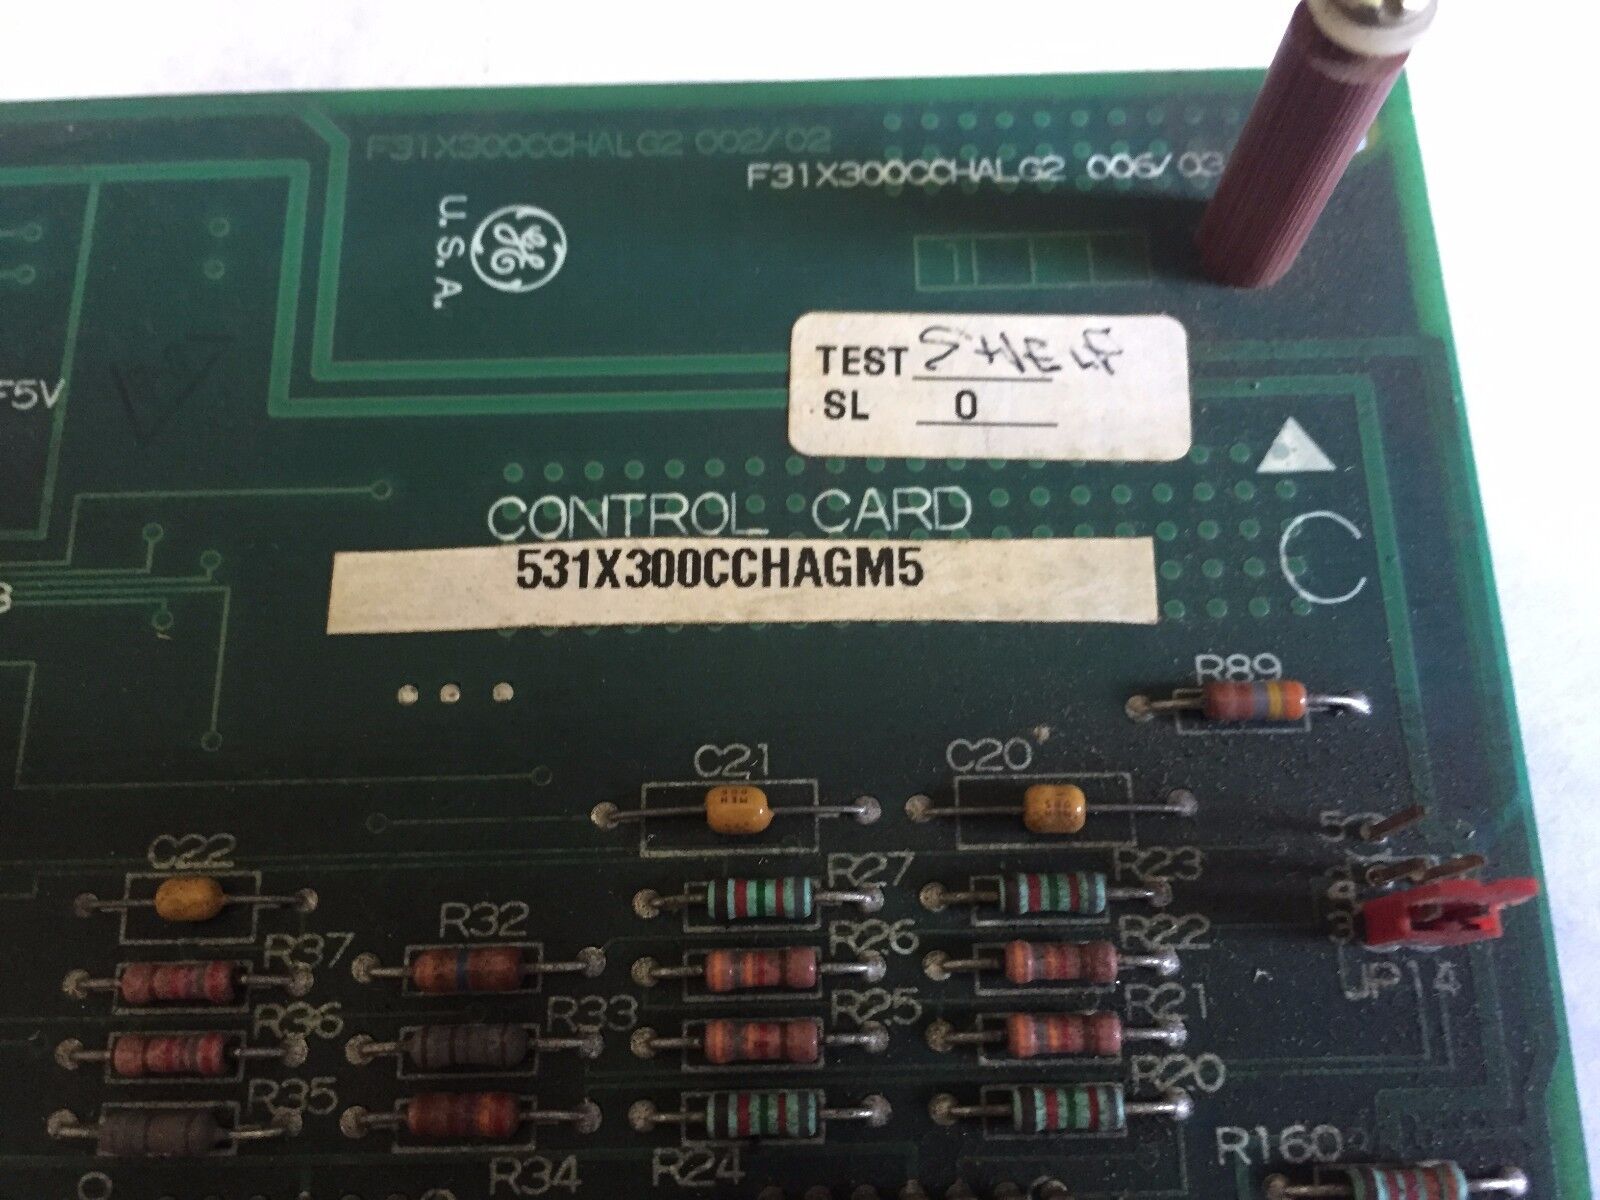 F31X300CCHALG2 002/02
F31X300CCHALG2 006/03
U.S.A.
GE
TEST SHELF
SL 0
F5V
CONTROL CARD
531X300CCHAGM5
C
R89
C21
C20
C22
R27
R23
R32
R37
R26
R22
JP14
R36
R33
R25
R21
R35
R20
R34
R24
R160